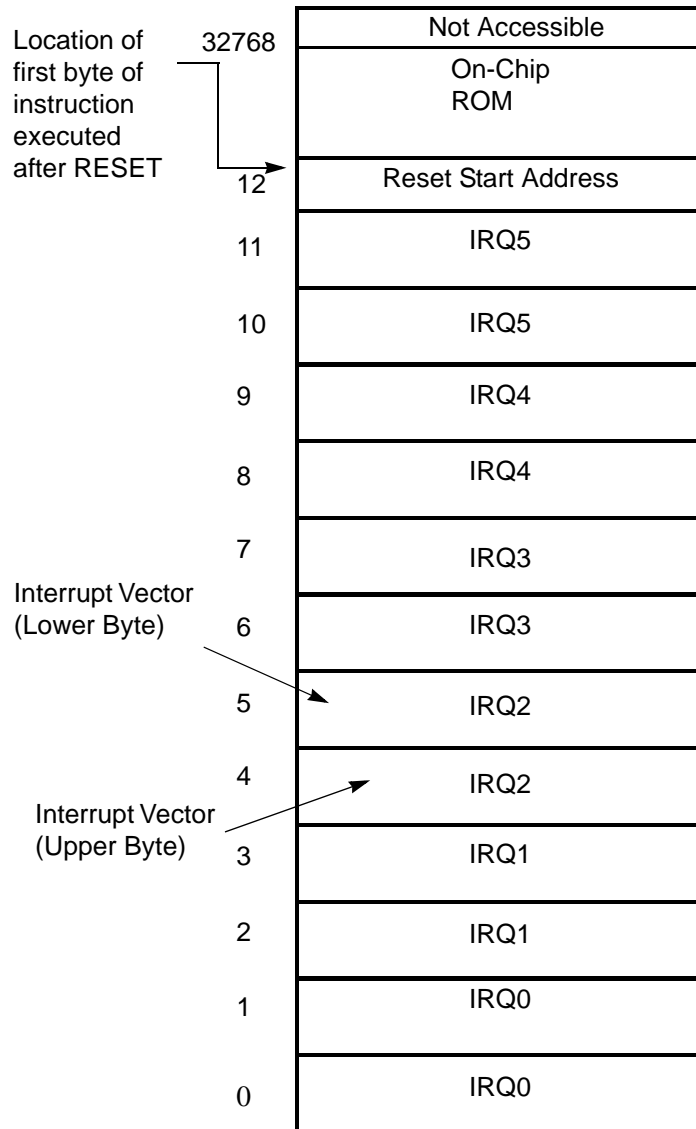 Not Accessible
Location of
first byte of
instruction
executed
after RESET
32768
On-Chip
ROM
12
Reset Start Address
11
IRQ5
10
IRQ5
9
IRQ4
8
IRQ4
7
IRQ3
Interrupt Vector
(Lower Byte)
6
IRQ3
5
IRQ2
4
IRQ2
Interrupt Vector
(Upper Byte)
3
IRQ1
2
IRQ1
1
IRQ0
0
IRQ0